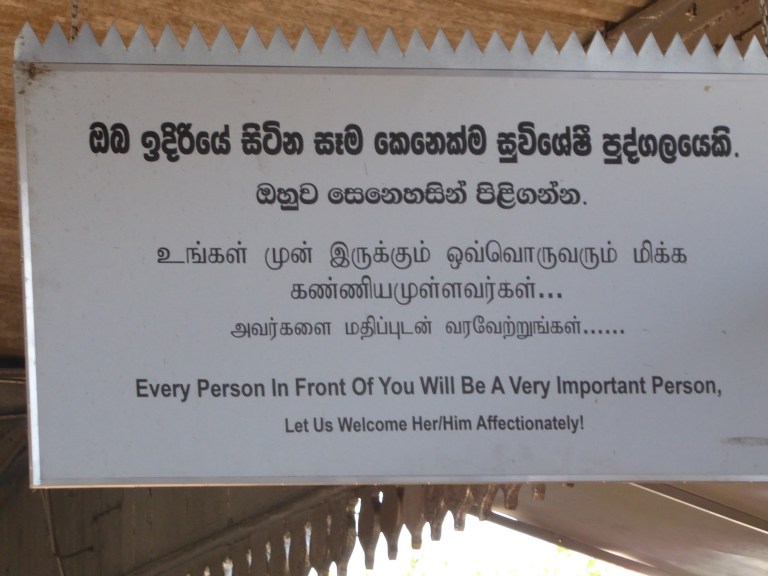 ඔබ ඉදිරියේ සිටින සෑම කෙනෙක්ම සුවිශේෂී පුද්ගලයෙකි.
ඔහුව සෙනෙහසින් පිළිගන්න.
உங்கள் முன் இருக்கும் ஒவ்வொருவரும் மிக்க
கண்ணியமுள்ளவர்கள்...
அவர்களை மதிப்புடன் வரவேற்றுங்கள்......
Every Person In Front Of You Will Be A Very Important Person,
Let Us Welcome Her/Him Affectionately!